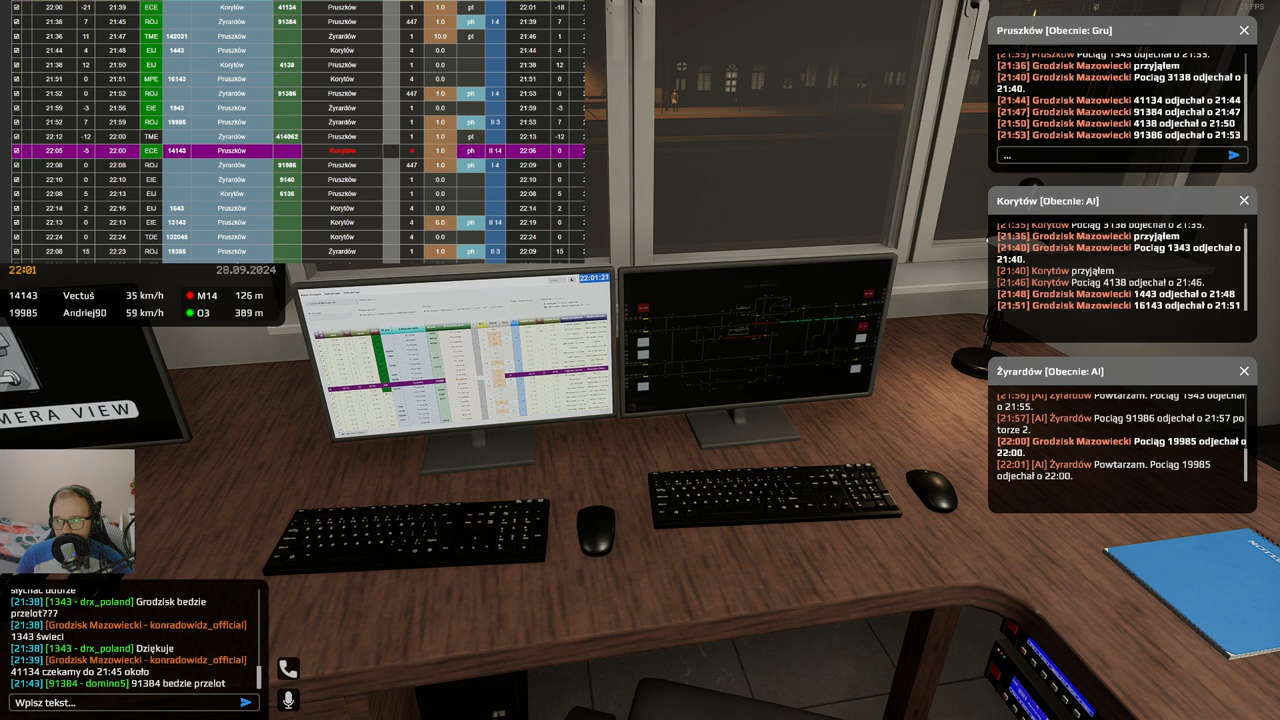 22:00 -21 21:39 ECE Korytów 41134 Pruszków 1 1.0 pt 22:01 -18
21:32 7 21:39 ROJ Pruszków 91384 Żyrardów 447 1.0 ph I 4 21:39 7
21:36 11 21:47 TME 142031 Pruszków Żyrardów 1 10.0 pt 21:46 1
21:44 4 21:48 EIJ 1443 Pruszków Korytów 4 0.0 21:44 4
21:38 12 21:50 EIJ Korytów 4138 Pruszków 1 0.0 21:38 12
21:51 0 21:51 MPE 16143 Pruszków Korytów 4 0.0 21:51 0
21:52 0 21:52 ROJ Żyrardów 91386 Pruszków 447 1.0 ph I 4 21:53 0
21:59 -3 21:56 EIE 1943 Pruszków Żyrardów 1 0.0 21:59 -3
21:52 7 21:59 ROJ 19985 Pruszków Żyrardów 1 1.0 ph II 3 21:53 7
22:12 -12 22:00 TME Żyrardów 414062 Pruszków 1 1.0 pt 22:13 -12
22:05 -5 22:00 ECE 14143 Pruszków Korytów 4 1.0 ph II 14 22:06 0
22:08 0 22:08 ROJ Żyrardów 91986 Pruszków 447 1.0 ph I 4 22:09 0
22:10 0 22:10 EIE Żyrardów 9140 Pruszków 1 0.0 22:10 0
22:08 5 22:13 EIJ Korytów 6136 Pruszków 1 0.0 22:08 5
22:14 2 22:16 EIJ 1643 Pruszków Korytów 4 0.0 22:14 2
22:13 0 22:13 EIE 13143 Pruszków Korytów 4 6.0 ph II 14 22:19 0
22:24 0 22:24 TDE 132045 Pruszków Korytów 4 0.0 22:24 0
22:08 15 22:23 ROJ 19385 Pruszków Żyrardów 1 1.0 ph II 3 22:09 15
22:01 28.09.2024
14143 Vectuś 35 km/h M14 126 m
19985 Andriej90 59 km/h O3 389 m
MERA VIEW
22:01:21
25 FPS
Pruszków [Obecnie: Gru]
[21:36] Grodzisk Mazowiecki przyjąłem
[21:40] Grodzisk Mazowiecki Pociąg 3138 odjechał o
21:40.
[21:44] Grodzisk Mazowiecki 41134 odjechał o 21:44
[21:47] Grodzisk Mazowiecki 91384 odjechał o 21:47
[21:50] Grodzisk Mazowiecki 4138 odjechał o 21:50
[21:53] Grodzisk Mazowiecki 91386 odjechał o 21:53
...
Korytów [Obecnie: AI]
[21:35] Korytów Pociąg 3138 odjechał o 21:35.
[21:36] Grodzisk Mazowiecki przyjąłem
[21:40] Grodzisk Mazowiecki Pociąg 1343 odjechał o
21:40.
[21:40] Korytów przyjąłem
[21:46] Korytów Pociąg 4138 odjechał o 21:46.
[21:48] Grodzisk Mazowiecki 1443 odjechał o 21:48
[21:51] Grodzisk Mazowiecki 16143 odjechał o 21:51
Żyrardów [Obecnie: AI]
[21:56] [AI] Żyrardów Powtarzam. Pociąg 1943 odjechał
o 21:55.
[21:57] [AI] Żyrardów Pociąg 91986 odjechał o 21:57 po
torze 2.
[22:00] Grodzisk Mazowiecki Pociąg 19985 odjechał o
22:00.
[22:01] [AI] Żyrardów Powtarzam. Pociąg 19985
odjechał o 22:00.
słychać dobrze
[21:38] [1343 - drx_poland] Grodzisk bedzie
przelot???
[21:38] [Grodzisk Mazowiecki - konradowidz_official]
1343 świeci
[21:38] [1343 - drx_poland] Dziękuje
[21:39] [Grodzisk Mazowiecki - konradowidz_official]
41134 czekamy do 21:45 około
[21:43] [91384 - domino5] 91384 bedzie przelot
Wpisz tekst...